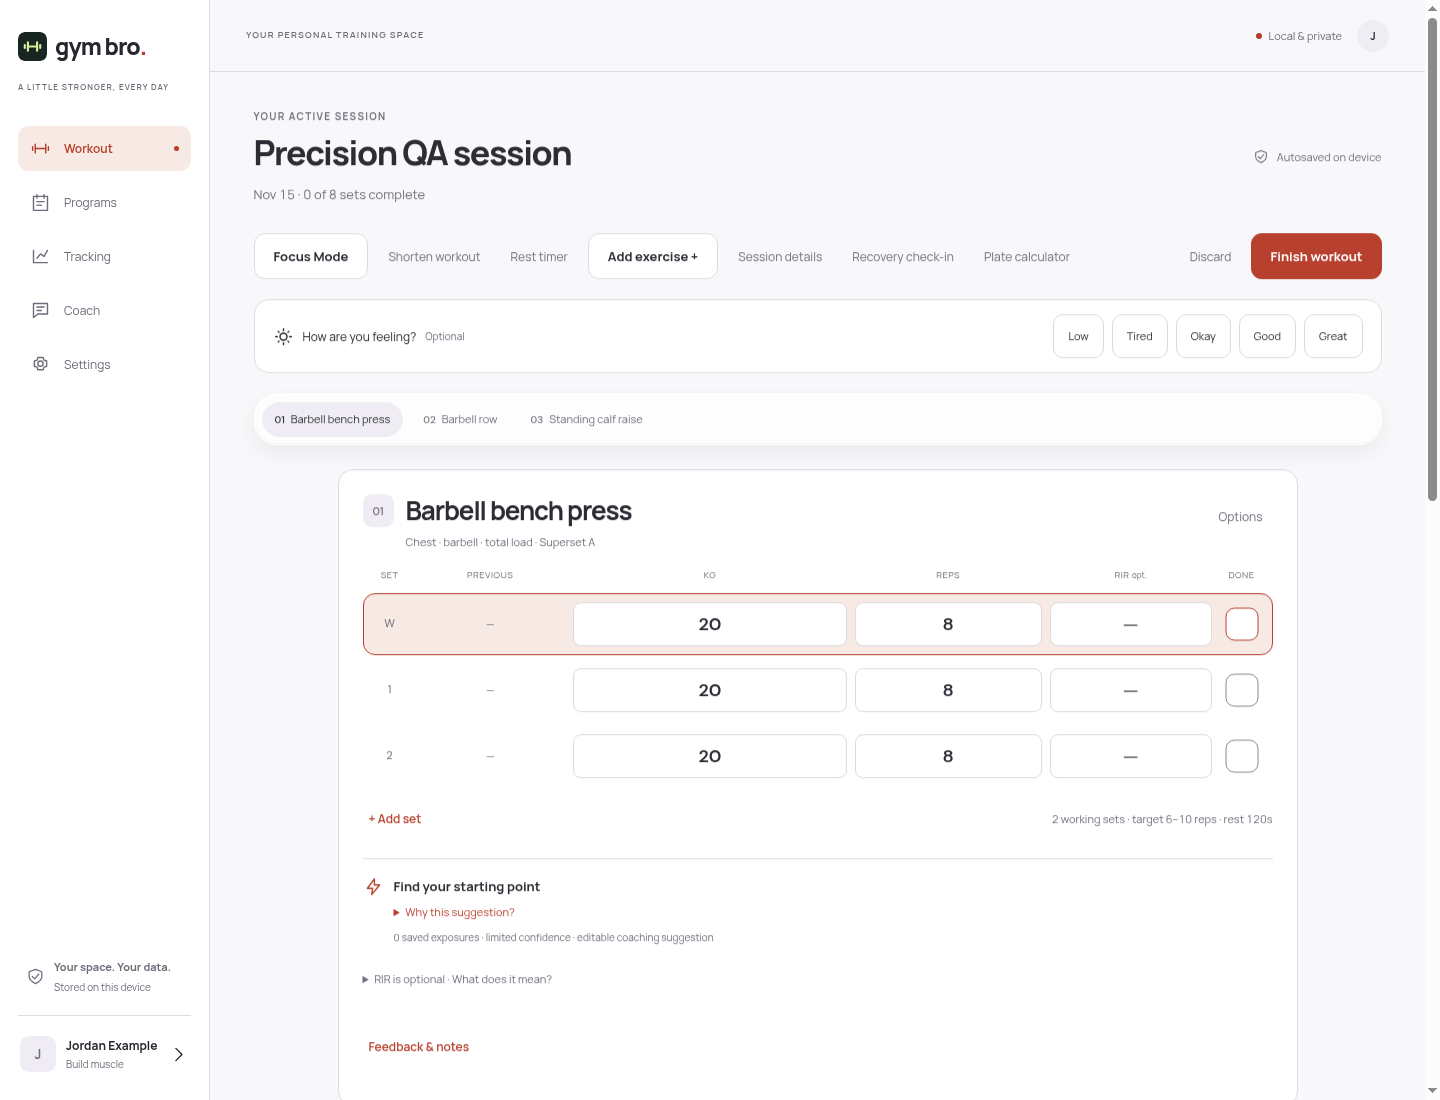 gym bro.
A LITTLE STRONGER, EVERY DAY
Workout
Programs
Tracking
Coach
Settings
Your space. Your data.
Stored on this device
J
Jordan Example
Build muscle
YOUR PERSONAL TRAINING SPACE
Local & private
J
YOUR ACTIVE SESSION
Precision QA session
Nov 15 · 0 of 8 sets complete
Autosaved on device
Focus Mode Shorten workout Rest timer Add exercise + Session details Recovery check-in Plate calculator Discard Finish workout
How are you feeling? Optional Low Tired Okay Good Great
01 Barbell bench press 02 Barbell row 03 Standing calf raise
01 Barbell bench press
Options
Chest · barbell · total load · Superset A
SET PREVIOUS KG REPS RIR opt. DONE
W — 20 8 —
1 — 20 8 —
2 — 20 8 —
+ Add set 2 working sets · target 6–10 reps · rest 120s
Find your starting point
Why this suggestion?
0 saved exposures · limited confidence · editable coaching suggestion
RIR is optional · What does it mean?
Feedback & notes